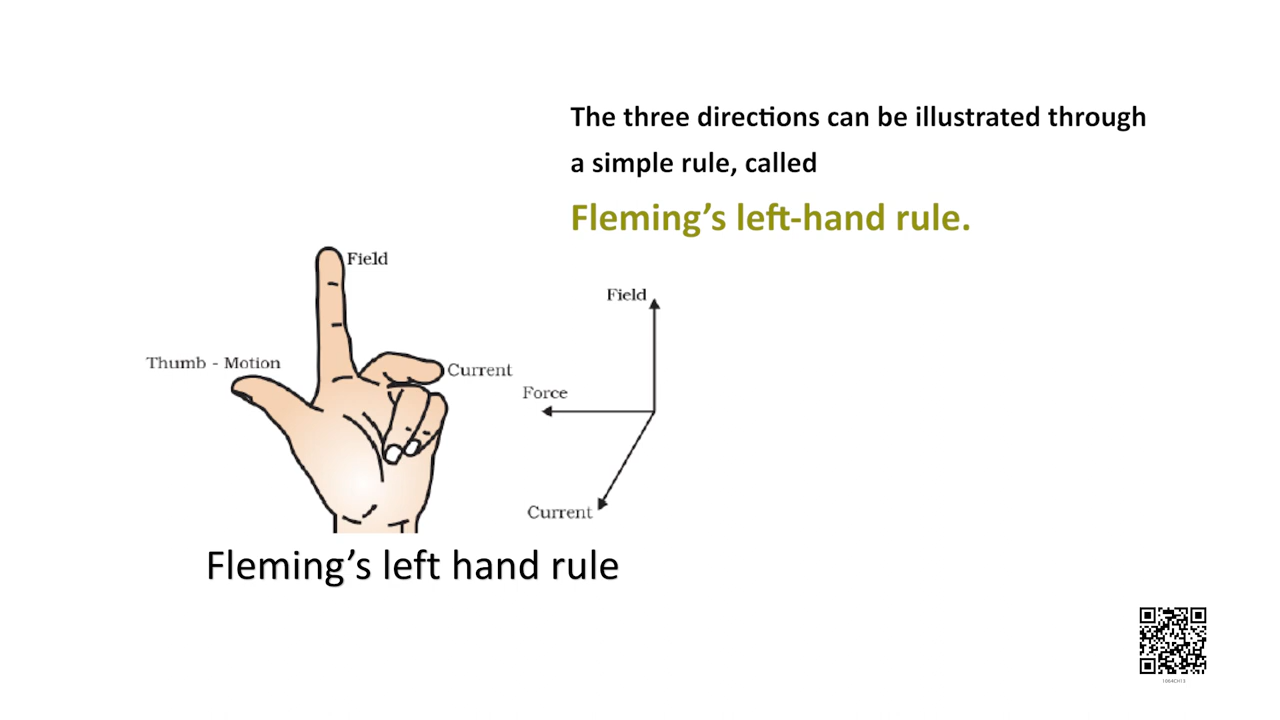 The three directions can be illustrated through
a simple rule, called
Fleming’s left-hand rule.
Field
Thumb - Motion
Current
Field
Force
Current
Fleming’s left hand rule
1064CH13